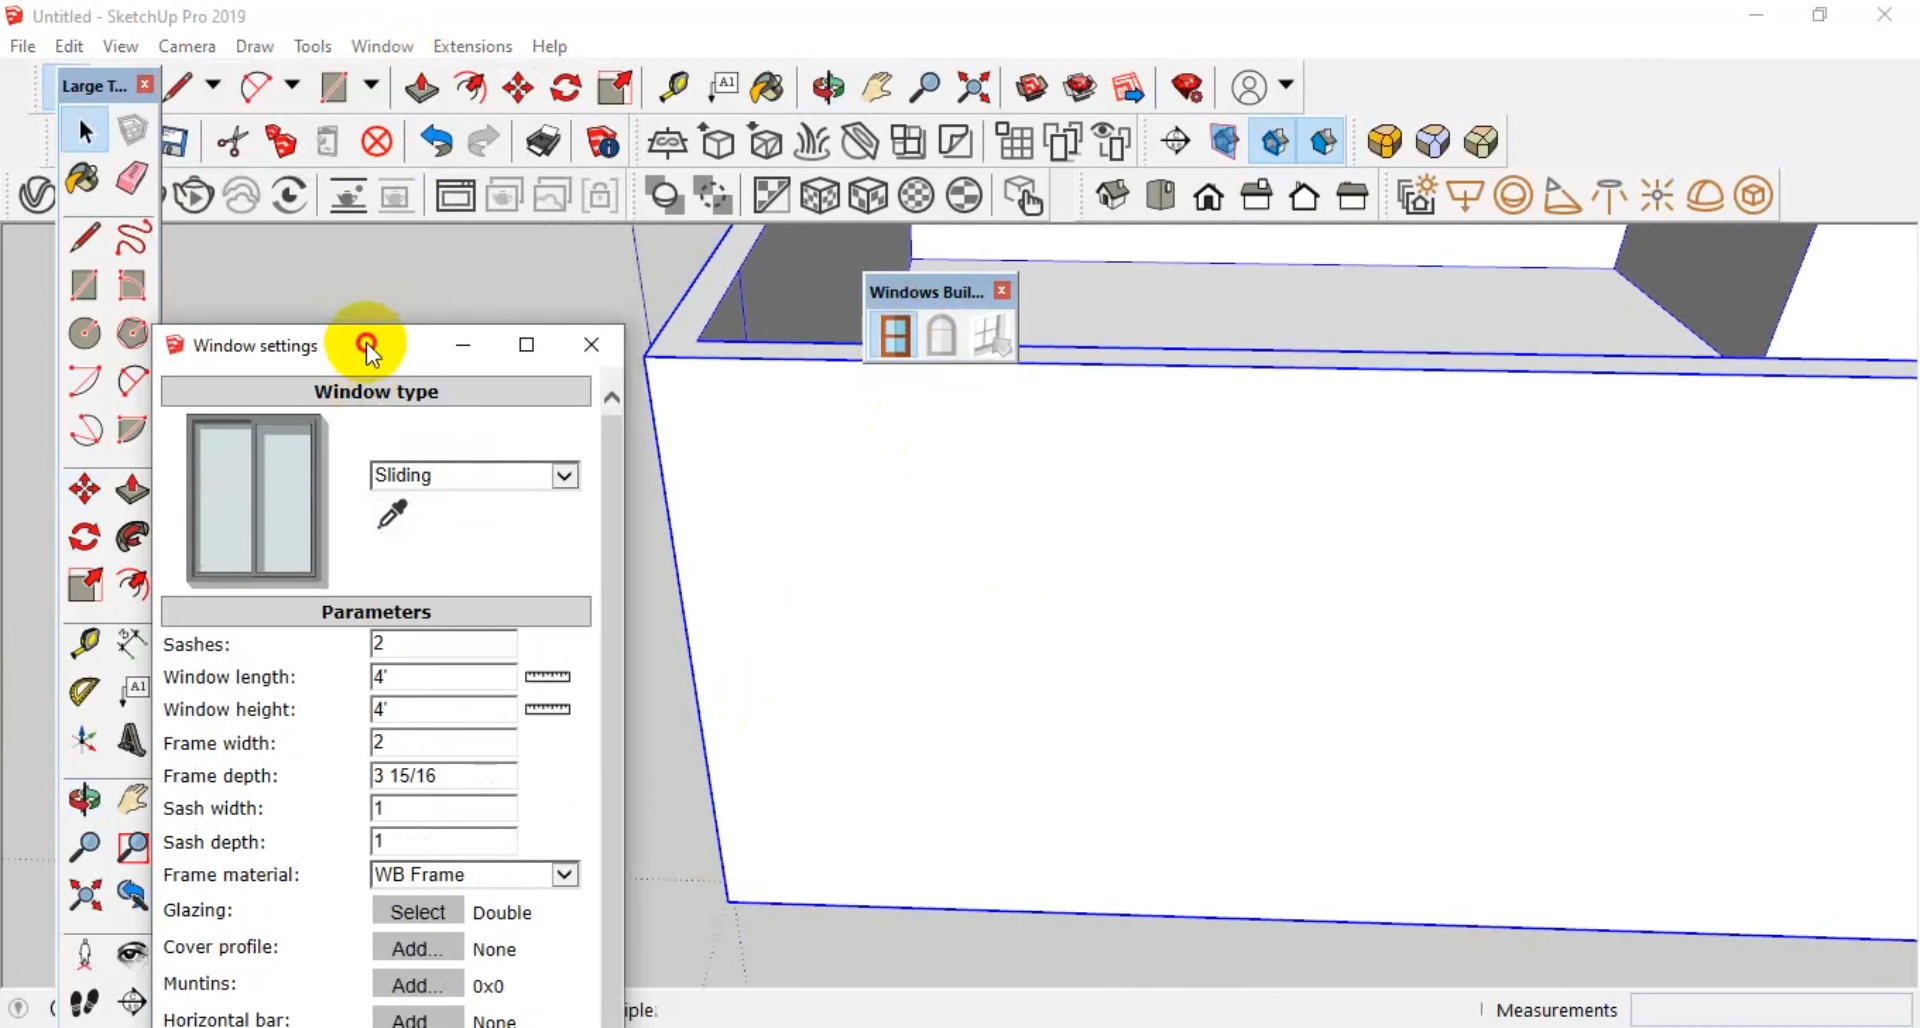 Untitled - SketchUp Pro 2019
File Edit View Camera Draw Tools Window Extensions Help
Large T...
A1
Windows Buil...
Window settings
Window type
Sliding
Parameters
Sashes: 2
Window length: 4'
Window height: 4'
Frame width: 2
Frame depth: 3 15/16
Sash width: 1
Sash depth: 1
Frame material: WB Frame
Glazing: Select Double
Cover profile: Add... None
Muntins: Add... 0x0
Horizontal bar: Add... None
A1
iple:
Measurements